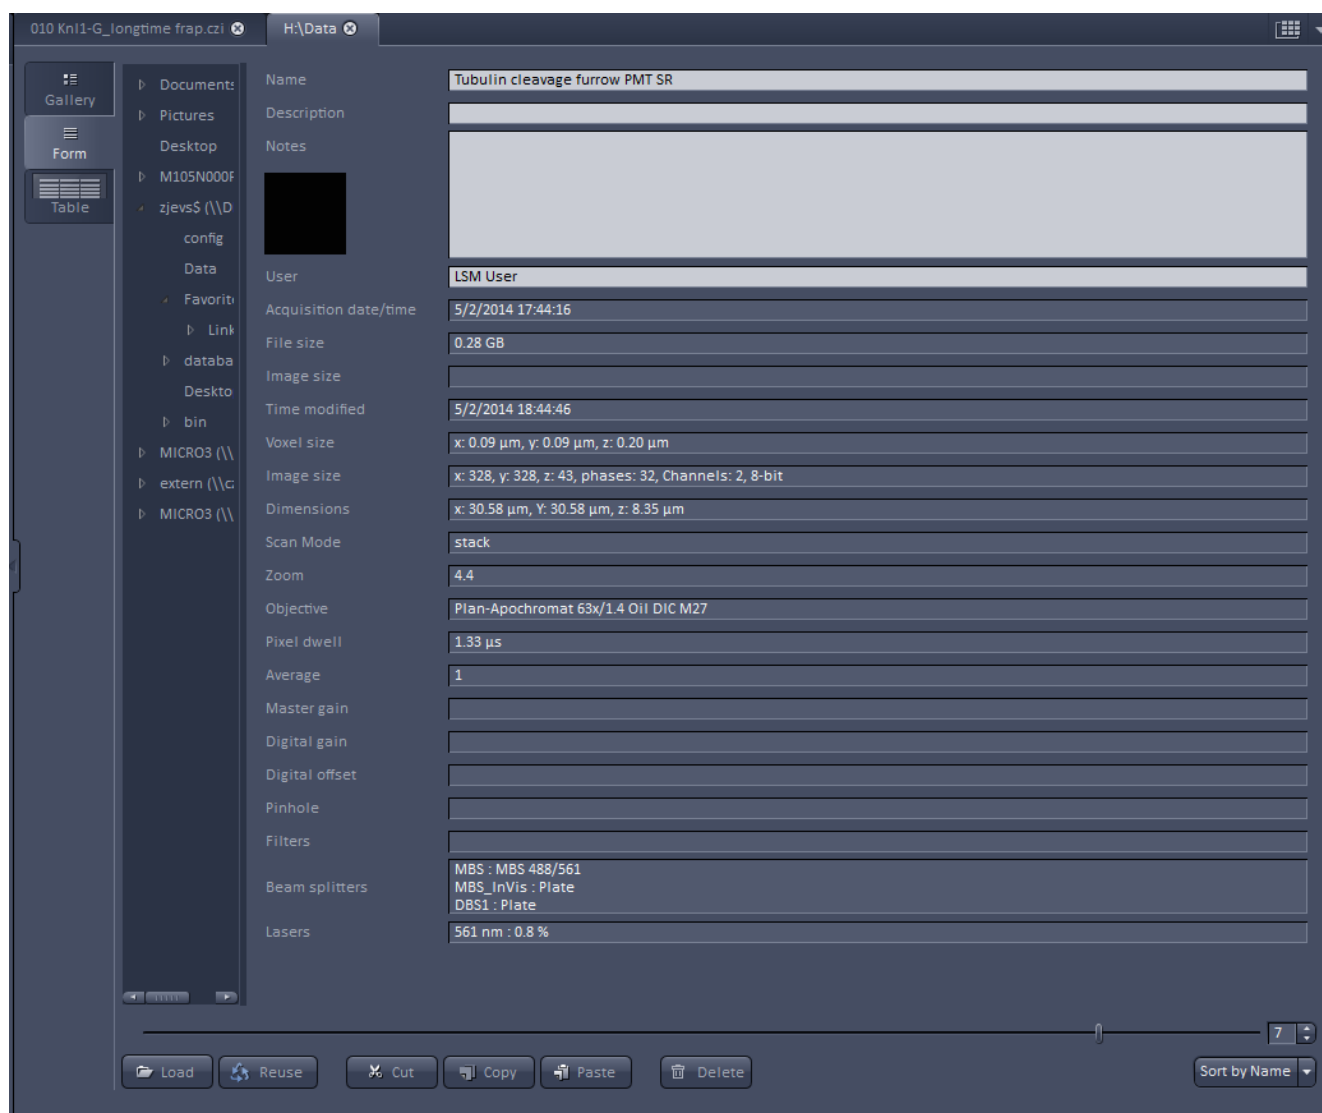 010 Knl1-G_longtime frap.czi
H:\Data
Gallery
Form
Table
Documents
Pictures
Desktop
M105N000F
zjevs$ (\\D
config
Data
Favorite
Link
databa
Deskto
bin
MICRO3 (\\
extern (\\cz
MICRO3 (\\
Name Tubulin cleavage furrow PMT SR
Description
Notes
User LSM User
Acquisition date/time 5/2/2014 17:44:16
File size 0.28 GB
Image size
Time modified 5/2/2014 18:44:46
Voxel size x: 0.09 µm, y: 0.09 µm, z: 0.20 µm
Image size x: 328, y: 328, z: 43, phases: 32, Channels: 2, 8-bit
Dimensions x: 30.58 µm, Y: 30.58 µm, z: 8.35 µm
Scan Mode stack
Zoom 4.4
Objective Plan-Apochromat 63x/1.4 Oil DIC M27
Pixel dwell 1.33 µs
Average 1
Master gain
Digital gain
Digital offset
Pinhole
Filters
MBS : MBS 488/561
Beam splitters MBS_InVis : Plate
DBS1 : Plate
Lasers 561 nm : 0.8 %
7
Load Reuse Cut Copy Paste Delete Sort by Name